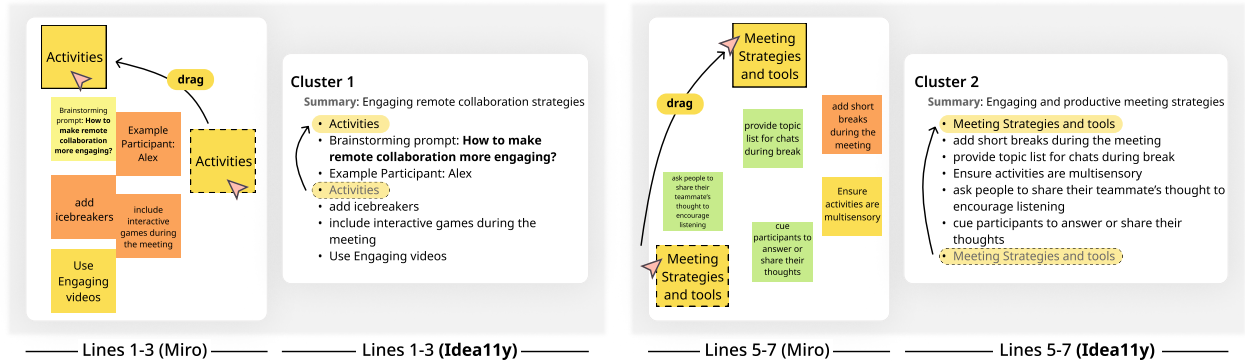 Activities
drag
Brainstorming
prompt: How to
make remote
collaboration
more engaging?
Example
Participant:
Alex
Activities
add
icebreakers
include
interactive
games during
the meeting
Use
Engaging
videos
Cluster 1
Summary: Engaging remote collaboration strategies
• Activities
• Brainstorming prompt: How to make
remote collaboration more engaging?
• Example Participant: Alex
• Activities
• add icebreakers
• include interactive games during the
meeting
• Use Engaging videos
Lines 1-3 (Miro)
Lines 1-3 (Idea11y)
Meeting
Strategies
and tools
drag
add short
breaks
during the
meeting
provide topic
list for chats
during break
ask people to
share their
teammate's
thought to
encourage
listening
Ensure
activities are
multisensory
cue
participants to
answer or
share their
thoughts
Meeting
Strategies
and tools
Cluster 2
Summary: Engaging and productive meeting strategies
• Meeting Strategies and tools
• add short breaks during the meeting
• provide topic list for chats during break
• Ensure activities are multisensory
• ask people to share their teammate's thought to
encourage listening
• cue participants to answer or share their
thoughts
• Meeting Strategies and tools
Lines 5-7 (Miro)
Lines 5-7 (Idea11y)